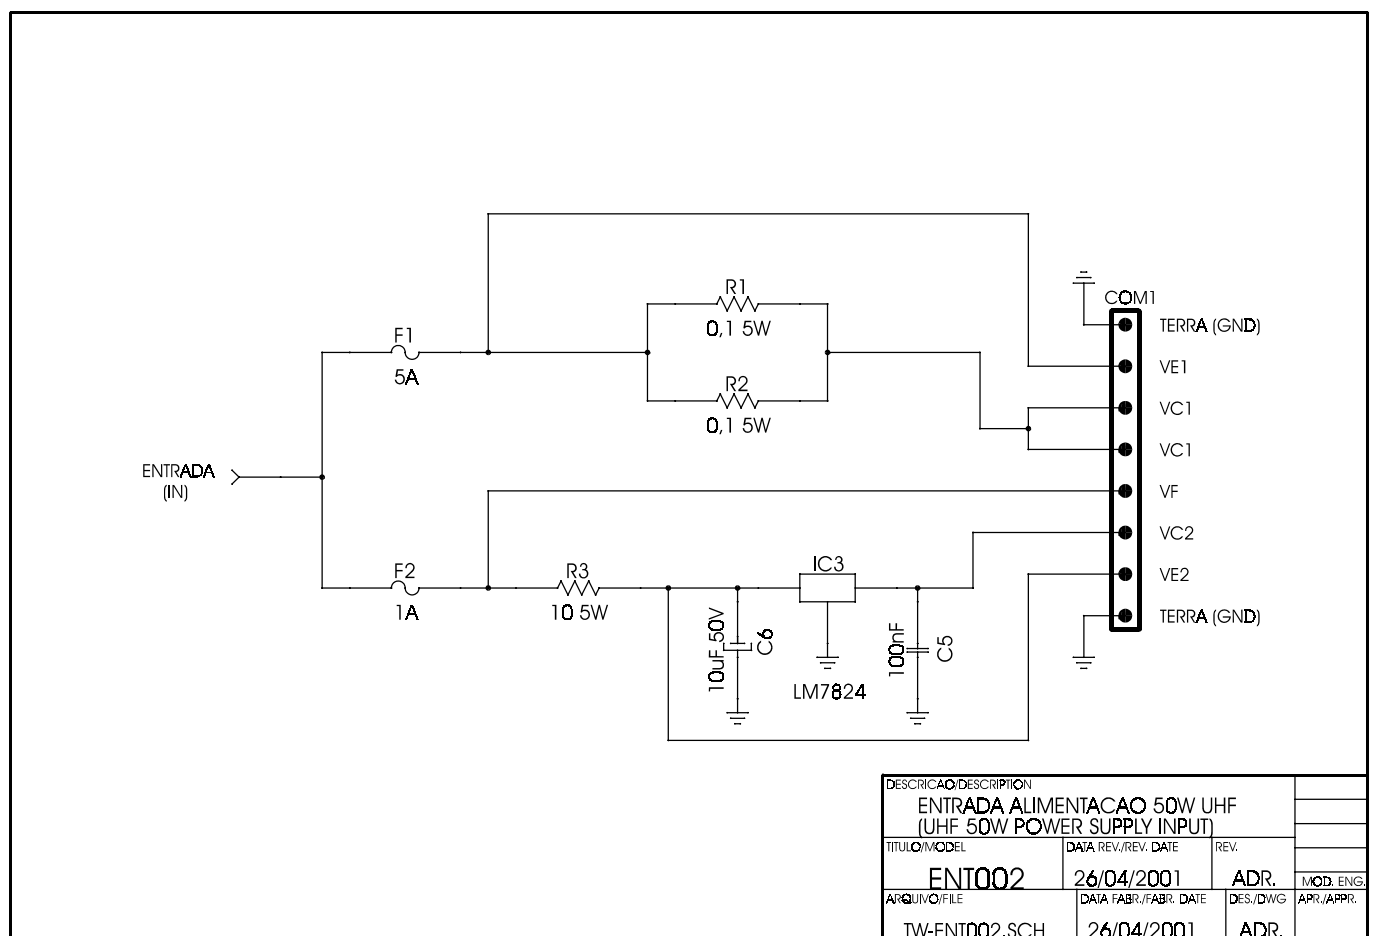 COM1
TERRA (GND)
VE1
VC1
VC1
VF
VC2
VE2
TERRA (GND)
R1
0,1 5W
F1
5A
R2
0,1 5W
ENTRADA
(IN)
F2
1A
R3
10 5W
IC3
LM7824
10uF 50V
C6
100nF
C5
DESCRICAO/DESCRIPTION
ENTRADA ALIMENTACAO 50W UHF
(UHF 50W POWER SUPPLY INPUT)
TITULO/MODEL
ENT002
DATA REV./REV. DATE
26/04/2001
REV.
ADR.
MOD. ENG.
ARQUIVO/FILE
TW-ENT002.SCH
DATA FABR./FABR. DATE
26/04/2001
DES./DWG
ADR.
APR./APPR.